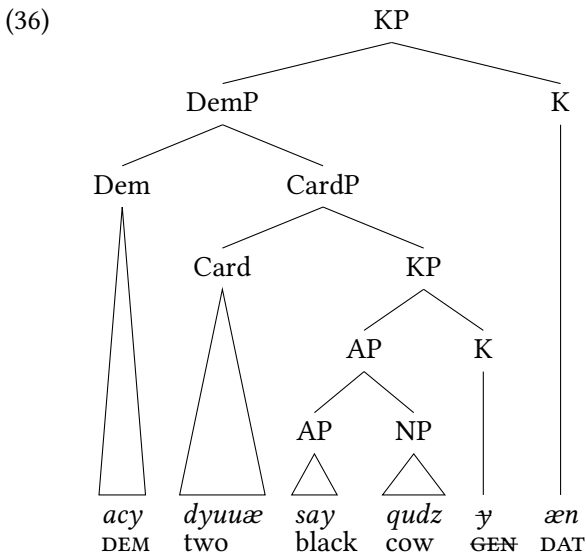 (36) KP
DemP K
Dem CardP
Card KP
AP K
AP NP
acy dyuuæ say qudz y æn
DEM two black cow GEN DAT